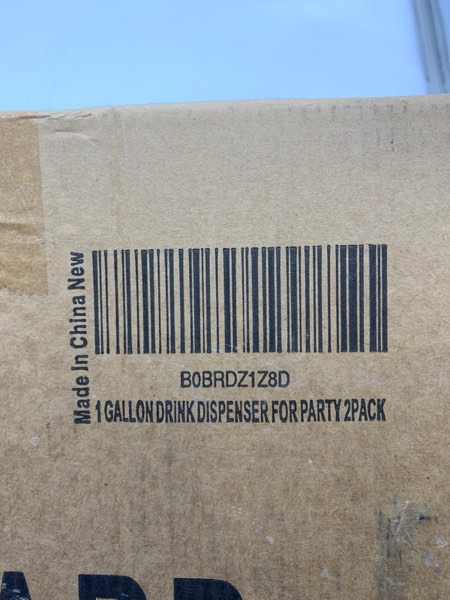 Made In China New
B0BRDZ1Z8D
1 GALLON DRINK DISPENSER FOR PARTY 2PACK